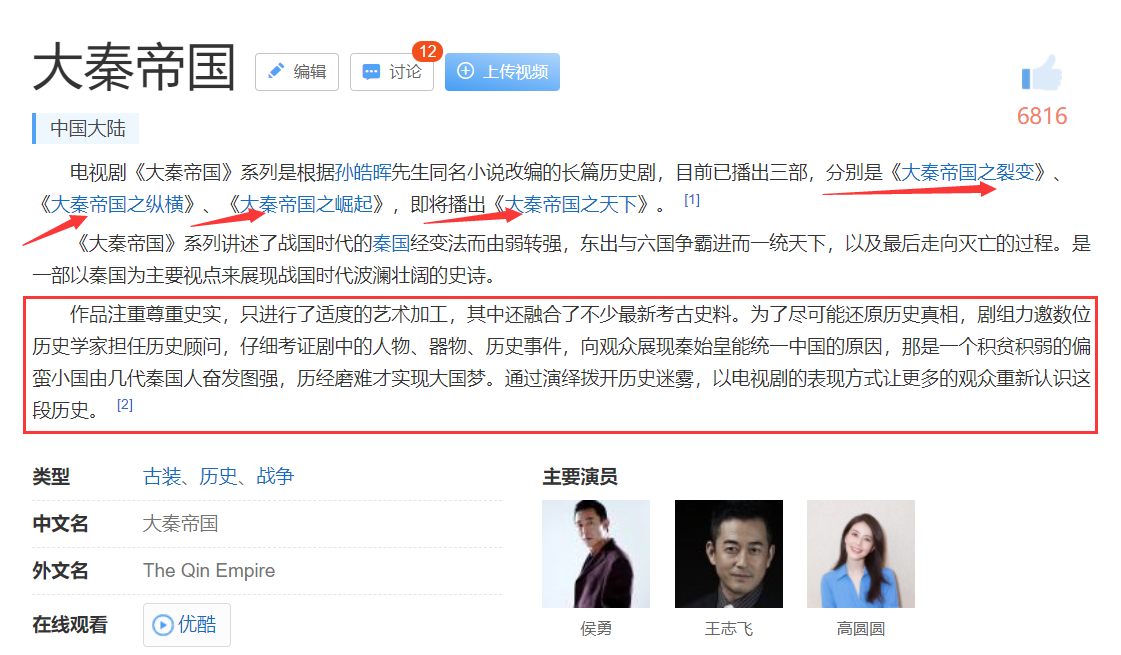 大秦帝国 编辑 讨论 12 上传视频
6816
中国大陆
电视剧《大秦帝国》系列是根据孙皓晖先生同名小说改编的长篇历史剧，目前已播出三部，分别是《大秦帝国之裂变》、
《大秦帝国之纵横》、《大秦帝国之崛起》，即将播出《大秦帝国之天下》。 [1]
《大秦帝国》系列讲述了战国时代的秦国经变法而由弱转强，东出与六国争霸进而一统天下，以及最后走向灭亡的过程。是
一部以秦国为主要视点来展现战国时代波澜壮阔的史诗。
作品注重尊重史实，只进行了适度的艺术加工，其中还融合了不少最新考古史料。为了尽可能还原历史真相，剧组力邀数位
历史学家担任历史顾问，仔细考证剧中的人物、器物、历史事件，向观众展现秦始皇能统一中国的原因，那是一个积贫积弱的偏
蛮小国由几代秦国人奋发图强，历经磨难才实现大国梦。通过演绎拨开历史迷雾，以电视剧的表现方式让更多的观众重新认识这
段历史。 [2]
类型 古装、历史、战争
中文名 大秦帝国
外文名 The Qin Empire
在线观看 优酷
主要演员
侯勇 王志飞 高圆圆